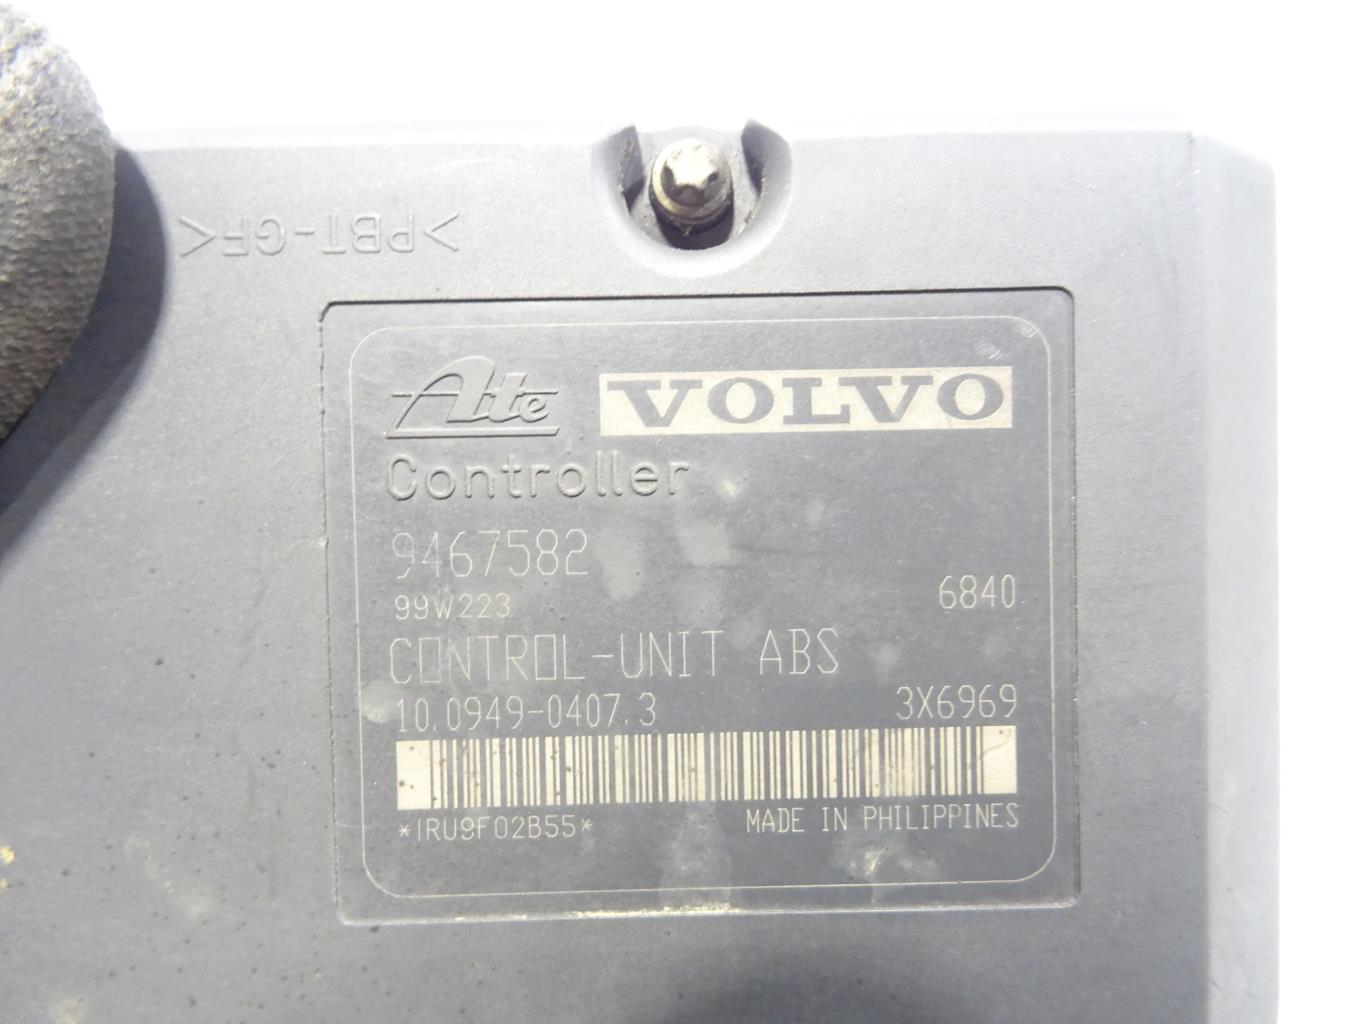 >PBT-GF<
Ate VOLVO
Controller
9467582
99W223 6840
CONTROL-UNIT ABS
10.0949-0407.3 3X6969
*1RU9F02B55* MADE IN PHILIPPINES